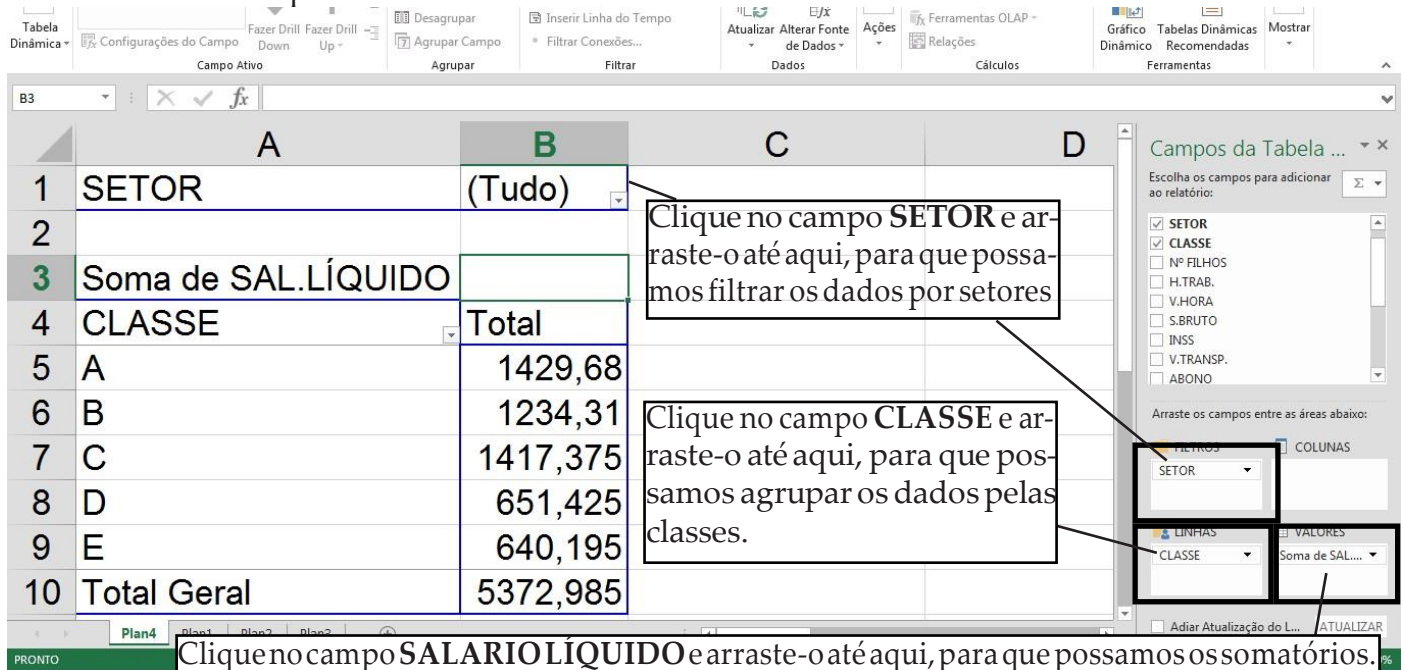 Tabela Dinâmica
Configurações do Campo
Fazer Drill Down
Fazer Drill Up
Campo Ativo
Desagrupar
Agrupar Campo
Agrupar
Inserir Linha do Tempo
Filtrar Conexões...
Filtrar
Atualizar
Alterar Fonte de Dados
Dados
Ações
Ferramentas OLAP
Relações
Cálculos
Gráfico Dinâmico
Tabelas Dinâmicas Recomendadas
Ferramentas
Mostrar
B3
fx
A B C D
1 SETOR (Tudo)
2
3 Soma de SAL.LÍQUIDO
4 CLASSE Total
5 A 1429,68
6 B 1234,31
7 C 1417,375
8 D 651,425
9 E 640,195
10 Total Geral 5372,985
Clique no campo SETOR e ar-
raste-o até aqui, para que possa-
mos filtrar os dados por setores
Clique no campo CLASSE e ar-
raste-o até aqui, para que pos-
samos agrupar os dados pelas
classes.
Campos da Tabela ...
Escolha os campos para adicionar
ao relatório:
SETOR
CLASSE
Nº FILHOS
H.TRAB.
V.HORA
S.BRUTO
INSS
V.TRANSP.
ABONO
Arraste os campos entre as áreas abaixo:
FILTROS
COLUNAS
SETOR
LINHAS
VALORES
CLASSE
Soma de SAL....
Adiar Atualização do L...
ATUALIZAR
Plan4 Plan1 Plan2 Plan3
PRONTO
Clique no campo SALARIO LÍQUIDO e arraste-o até aqui, para que possamos os somatórios.